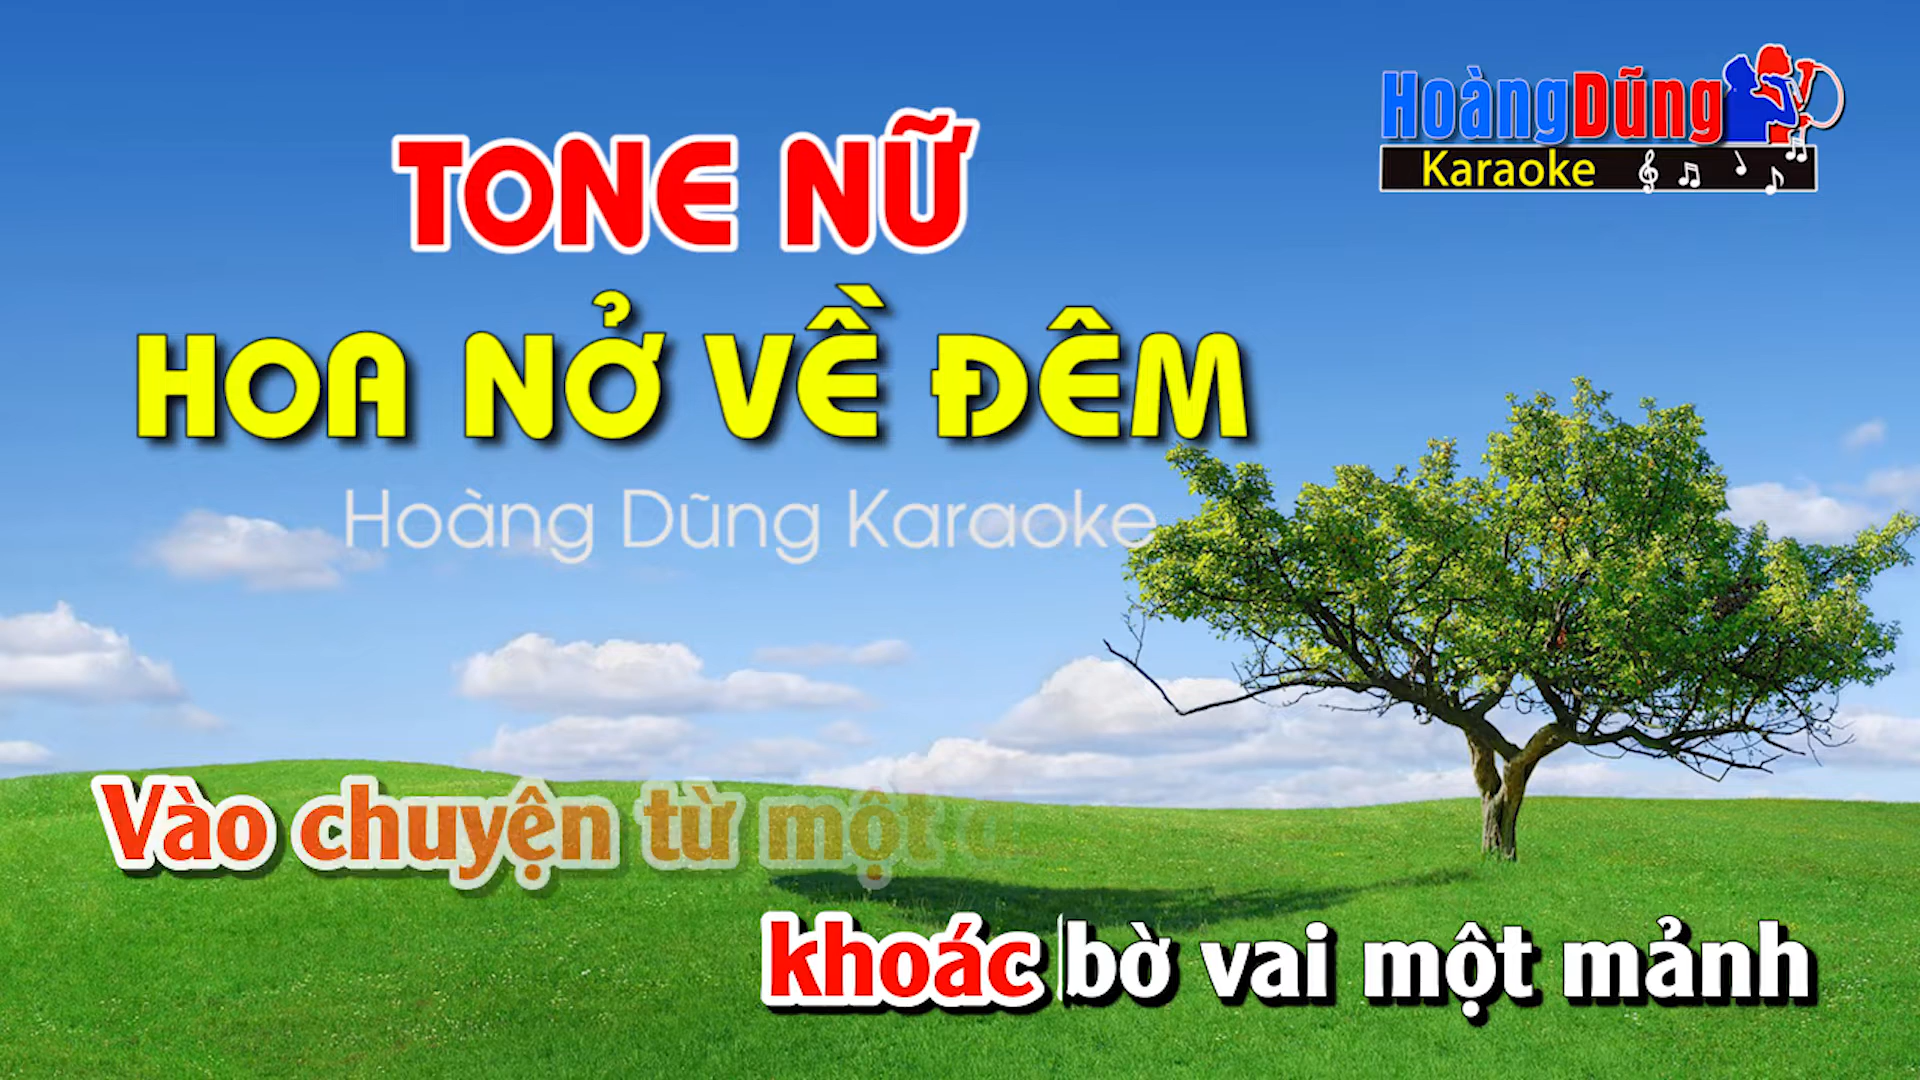 HoàngDũng
Karaoke
TONE NỮ
HOA NỞ VỀ ĐÊM
Hoàng Dũng Karaoke
Vào chuyện từ một
khoác bờ vai một mảnh